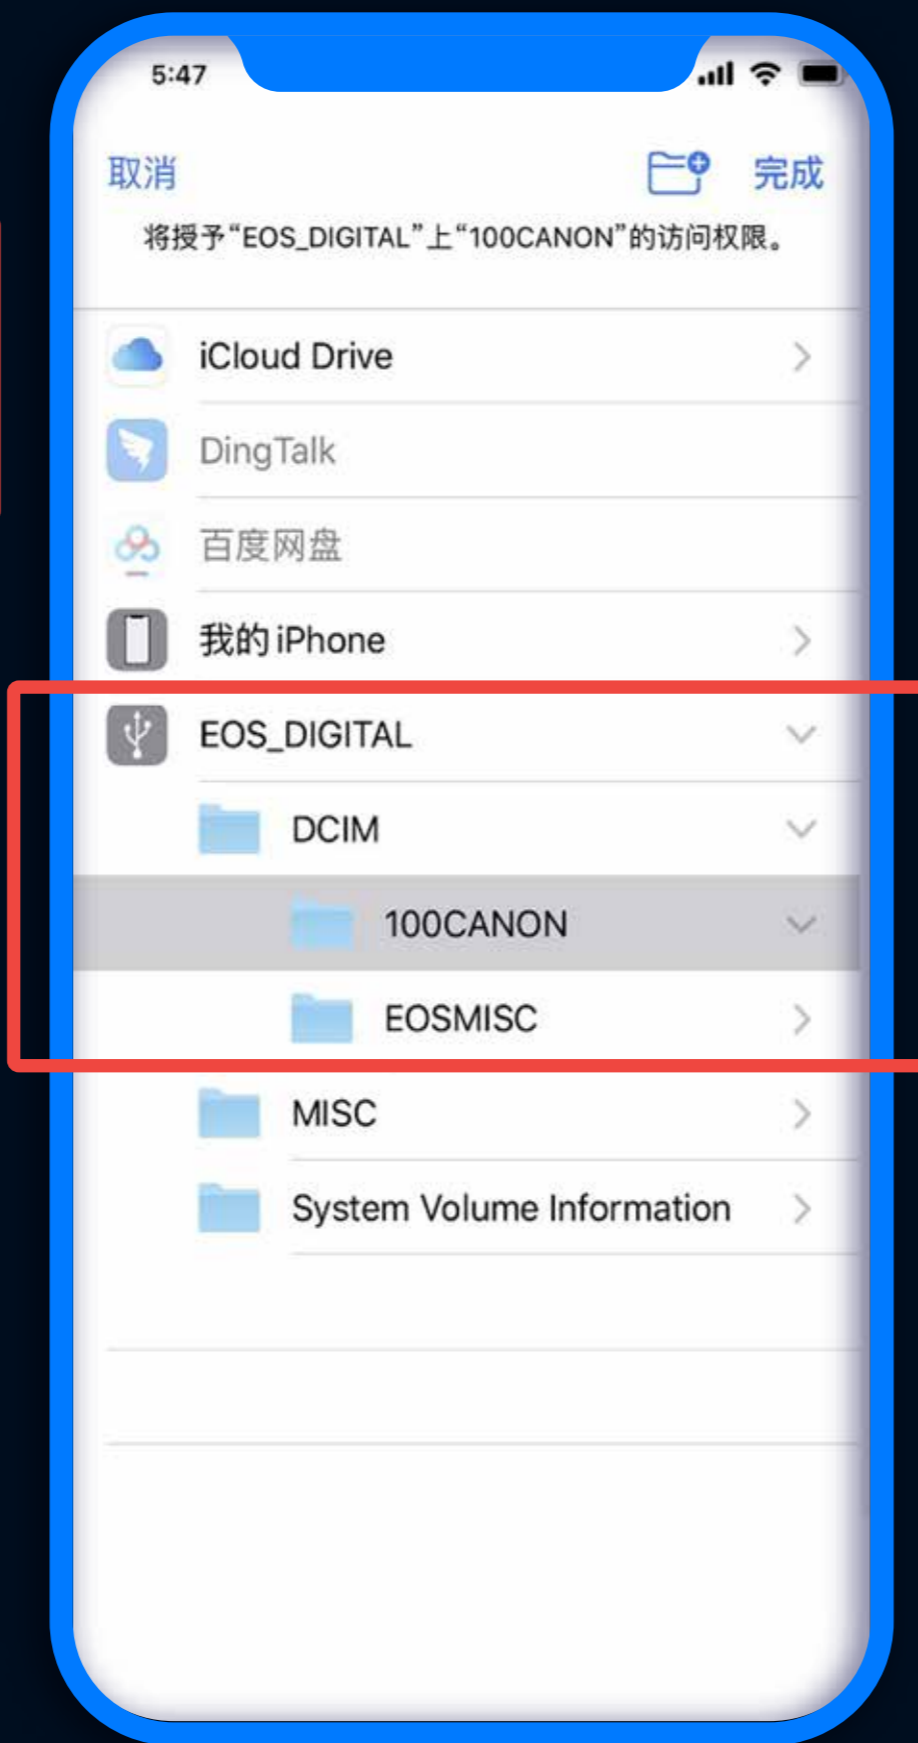 5:47
取消 完成
将授予“EOS_DIGITAL”上“100CANON”的访问权限。
iCloud Drive
DingTalk
百度网盘
我的 iPhone
EOS_DIGITAL
DCIM
100CANON
EOSMISC
MISC
System Volume Information